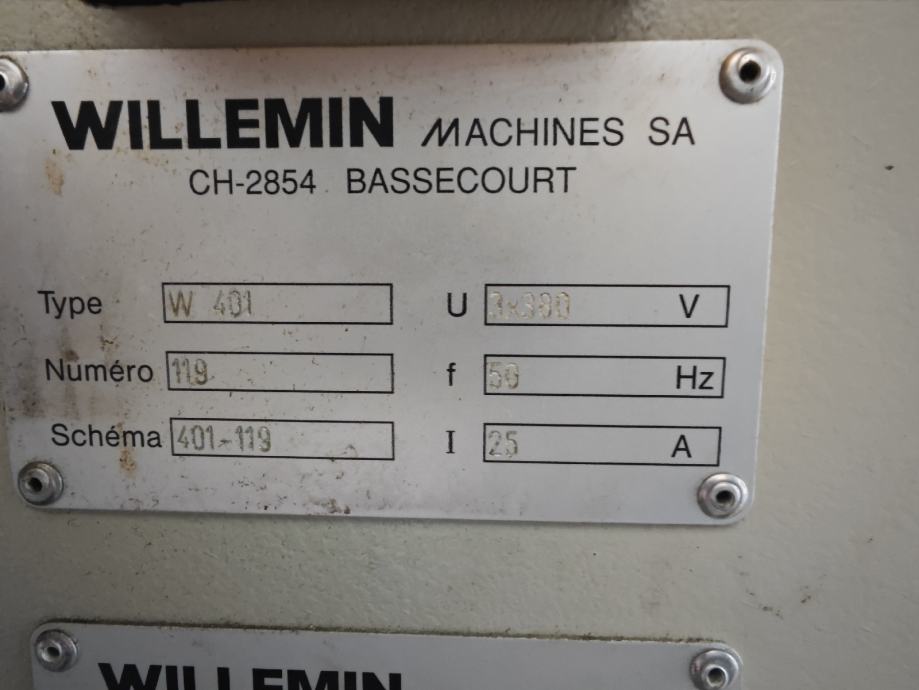 WILLEMIN MACHINES SA
CH-2854 BASSECOURT
Type W 401 U 3x380 V
Numéro 119 f 50 Hz
Schéma 401-119 I 25 A
WILLEMIN